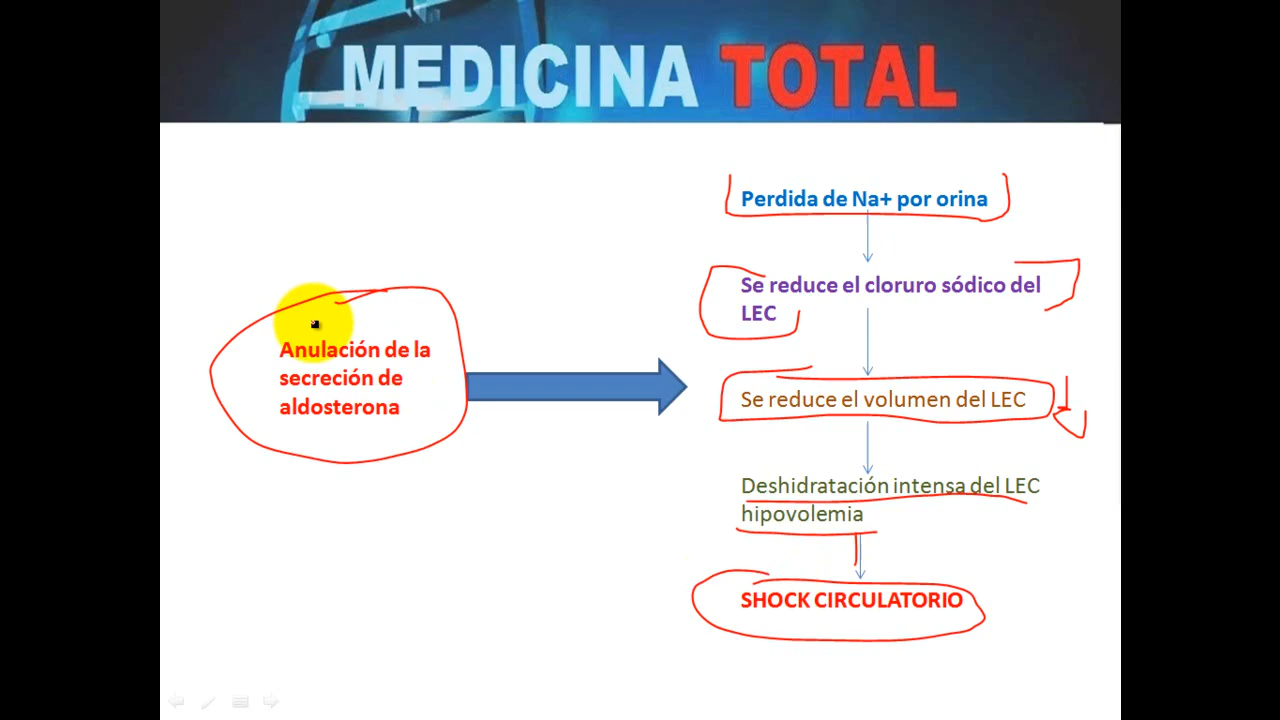 MEDICINA TOTAL
Anulación de la
secreción de
aldosterona
Perdida de Na+ por orina
Se reduce el cloruro sódico del
LEC
Se reduce el volumen del LEC
Deshidratación intensa del LEC
hipovolemia
SHOCK CIRCULATORIO